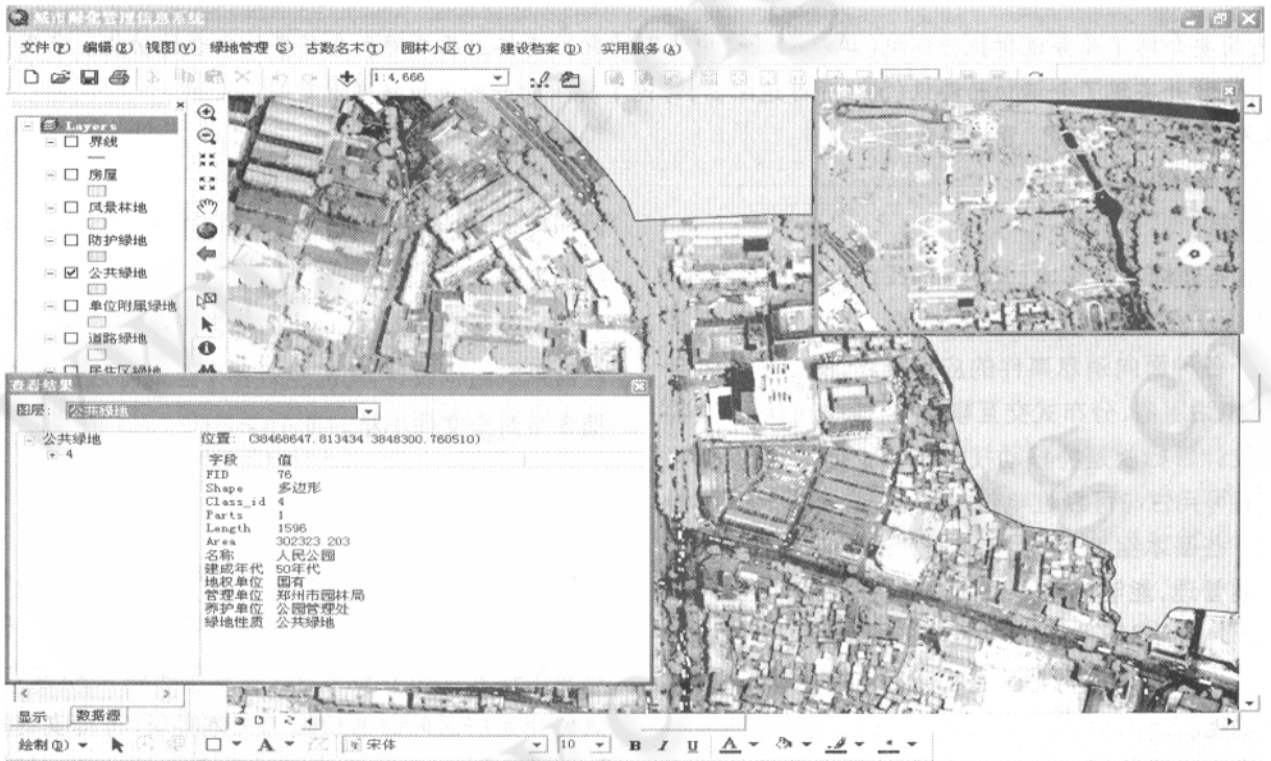 城市绿化管理信息系统
文件(F) 编辑(E) 视图(V) 绿地管理(S) 古数名木(T) 园林小区(Y) 建设档案(D) 实用服务(A)
1:4,666
Layers
界线
房屋
风景林地
防护绿地
公共绿地
单位附属绿地
道路绿地
居住区绿地
查看结果
图层: 公共绿地
公共绿地
4
位置: (38468647.813434 3848300.760510)
字段 值
FID 76
Shape 多边形
Class_id 4
Parts 1
Length 1596
Area 302323.203
名称 人民公园
建成年代 50年代
地权单位 国有
管理单位 郑州市园林局
养护单位 公园管理处
绿地性质 公共绿地
显示 数据源
绘制(D) A 宋体 10 B I U A